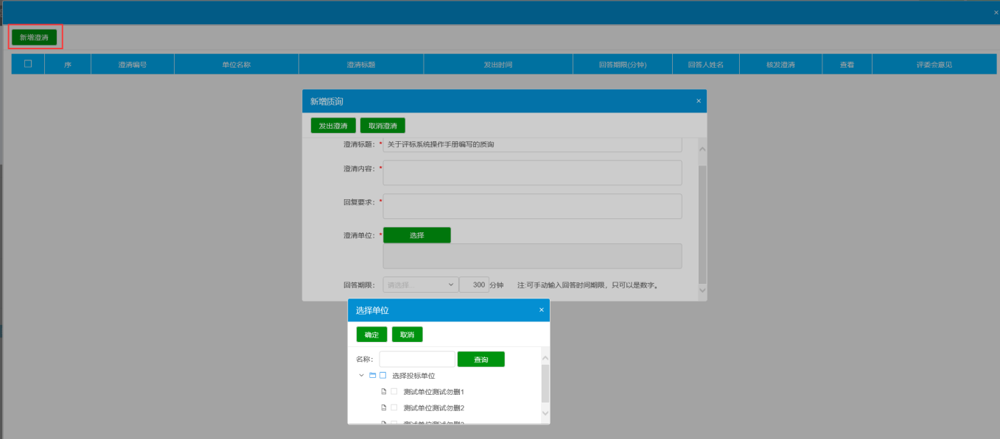 新增澄清
序 澄清编号 单位名称 澄清标题 发出时间 回答期限(分钟) 回答人姓名 核发澄清 查看 评委会意见
新增质询
发出澄清 取消澄清
澄清标题: * 关于评标系统操作手册编写的质询
澄清内容: *
回复要求: *
澄清单位: * 选择
回答期限: 请选择... 300 分钟 注:可手动输入回答时间期限，只可以是数字。
选择单位
确定 取消
名称: 查询
选择投标单位
测试单位测试勿删1
测试单位测试勿删2